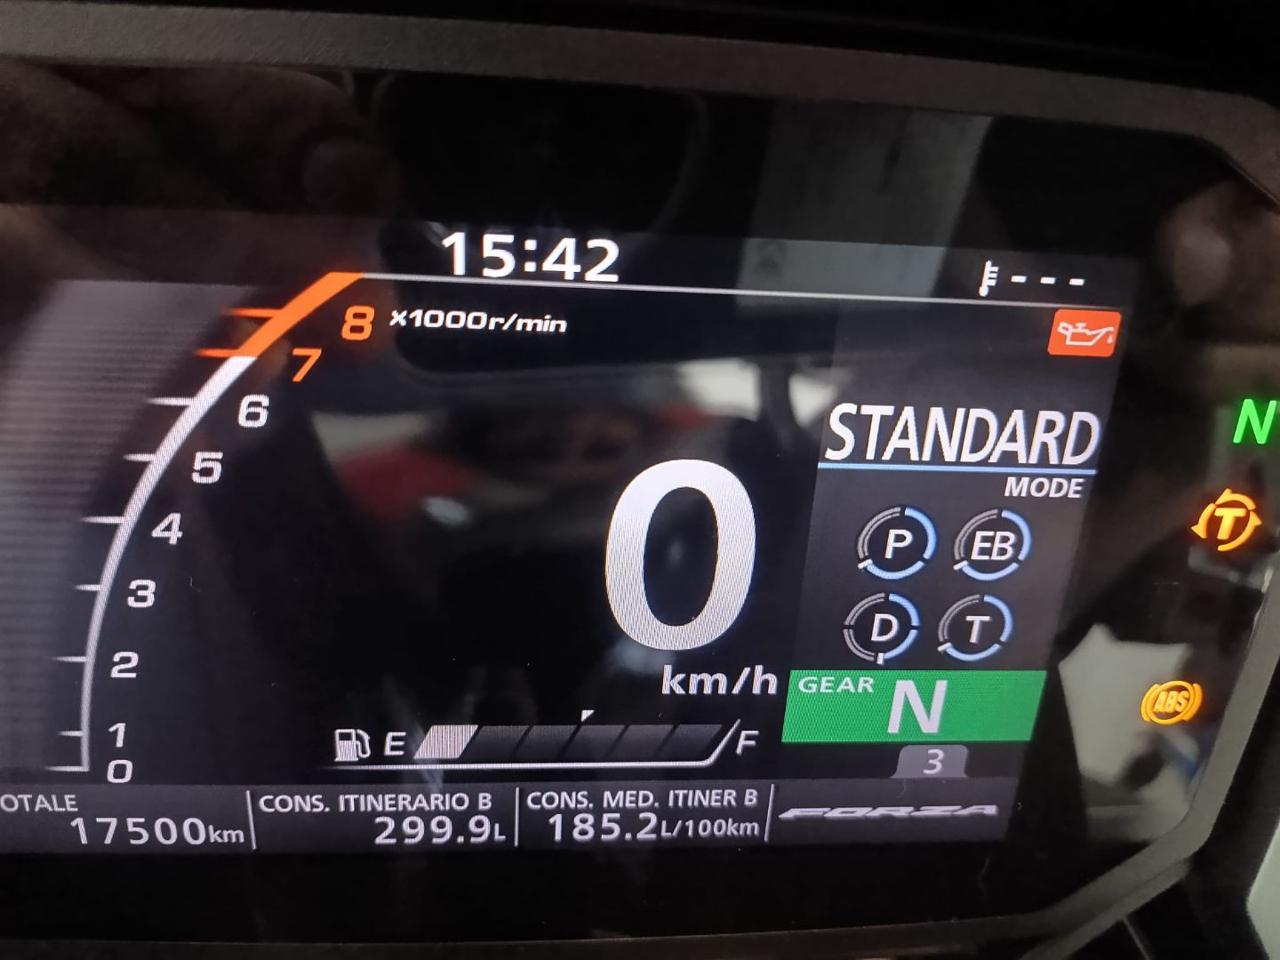 15:42
---
8 x1000r/min
7
6
5
4
3
2
1
0
STANDARD
MODE
P EB
D T
0
km/h
GEAR N
3
E F
OTALE
17500km
CONS. ITINERARIO B
299.9L
CONS. MED. ITINER B
185.2L/100km
FORZA
N
T
ABS